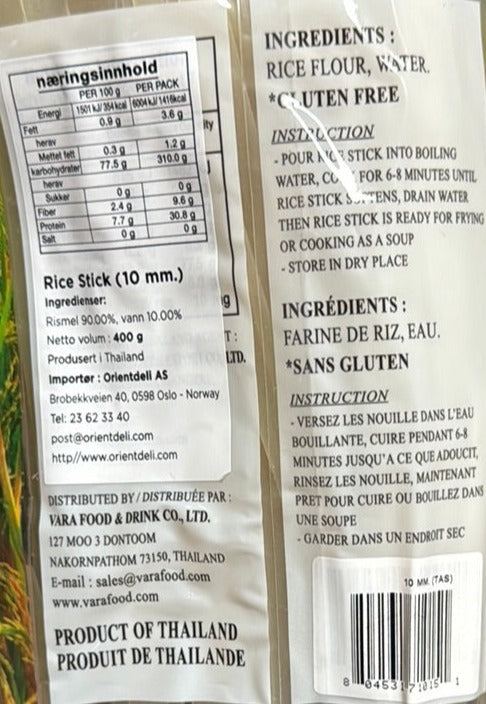 næringsinnhold
PER 100 g PER PACK
Energi 1501 kJ/ 354 kcal 6004 kJ/ 1416kcal
Fett 0.9 g 3.6 g
herav
Mettet fett 0.3 g 1.2 g
karbohydrater 77.5 g 310.0 g
herav
Sukker 0 g 0 g
Fiber 2.4 g 9.6 g
Protein 7.7 g 30.8 g
Salt 0 g 0 g
Rice Stick (10 mm.)
Ingredienser:
Rismel 90.00%, vann 10.00%
Netto volum : 400 g
Produsert i Thailand
Importør : Orientdeli AS
Brobekkveien 40, 0598 Oslo - Norway
Tel: 23 62 33 40
post@orientdeli.com
http//www.orientdeli.com
ity
g
T :
LTD.
DISTRIBUTED BY / DISTRIBUÉE PAR :
VARA FOOD & DRINK CO., LTD.
127 MOO 3 DONTOOM
NAKORNPATHOM 73150, THAILAND
E-mail : sales@varafood.com
www.varafood.com
PRODUCT OF THAILAND
PRODUIT DE THAILANDE
INGREDIENTS :
RICE FLOUR, WATER.
*GLUTEN FREE
INSTRUCTION
- POUR RICE STICK INTO BOILING
WATER, COOK FOR 6-8 MINUTES UNTIL
RICE STICK SOFTENS, DRAIN WATER
THEN RICE STICK IS READY FOR FRYING
OR COOKING AS A SOUP
- STORE IN DRY PLACE
INGRÉDIENTS :
FARINE DE RIZ, EAU.
*SANS GLUTEN
INSTRUCTION
- VERSEZ LES NOUILLE DANS L'EAU
BOUILLANTE, CUIRE PENDANT 6-8
MINUTES JUSQU'A CE QUE ADOUCIT,
RINSEZ LES NOUILLE, MAINTENANT
PRET POUR CUIRE OU BOUILLEZ DANS
UNE SOUPE
- GARDER DANS UN ENDROIT SEC
10 MM. (TAS)
8 04531 71015 1